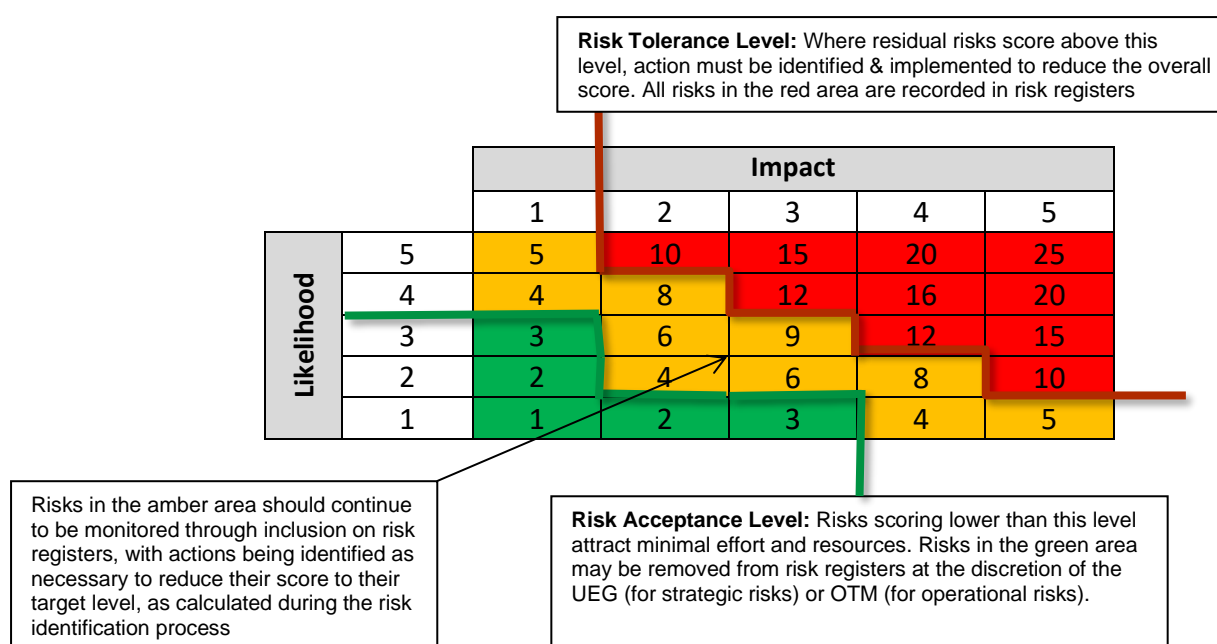 Risk Tolerance Level: Where residual risks score above this
level, action must be identified & implemented to reduce the overall
score. All risks in the red area are recorded in risk registers
Impact
1 2 3 4 5
Likelihood
5 5 10 15 20 25
4 4 8 12 16 20
3 3 6 9 12 15
2 2 4 6 8 10
1 1 2 3 4 5
Risks in the amber area should continue
to be monitored through inclusion on risk
registers, with actions being identified as
necessary to reduce their score to their
target level, as calculated during the risk
identification process
Risk Acceptance Level: Risks scoring lower than this level
attract minimal effort and resources. Risks in the green area
may be removed from risk registers at the discretion of the
UEG (for strategic risks) or OTM (for operational risks).